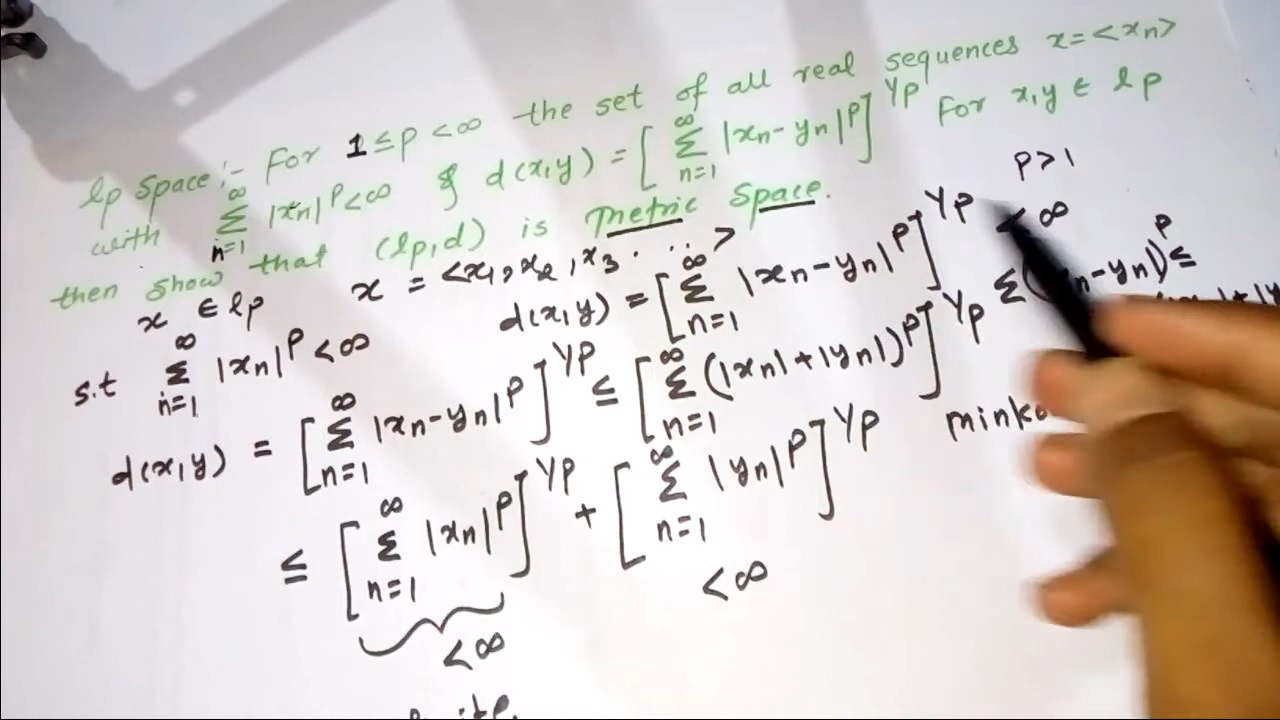 lp space :- For 1 ≤ p < ∞ the set of all real sequences x = <xn>
with ∞ Σ n=1 |xn|^p < ∞ & d(x,y) = [ ∞ Σ n=1 |xn - yn|^p ]^1/p For x,y ∈ lp
then show that (lp,d) is metric space.
p > 1
x ∈ lp x = <x1, x2, x3 . . . >
d(x,y) = [ ∞ Σ n=1 |xn - yn|^p ]^1/p < ∞
s.t ∞ Σ n=1 |xn|^p < ∞
d(x,y) = [ ∞ Σ n=1 |xn - yn|^p ]^1/p ≤ [ ∞ Σ n=1 (|xn| + |yn|)^p ]^1/p
≤ [ ∞ Σ n=1 |xn|^p ]^1/p + [ ∞ Σ n=1 |yn|^p ]^1/p
< ∞ < ∞